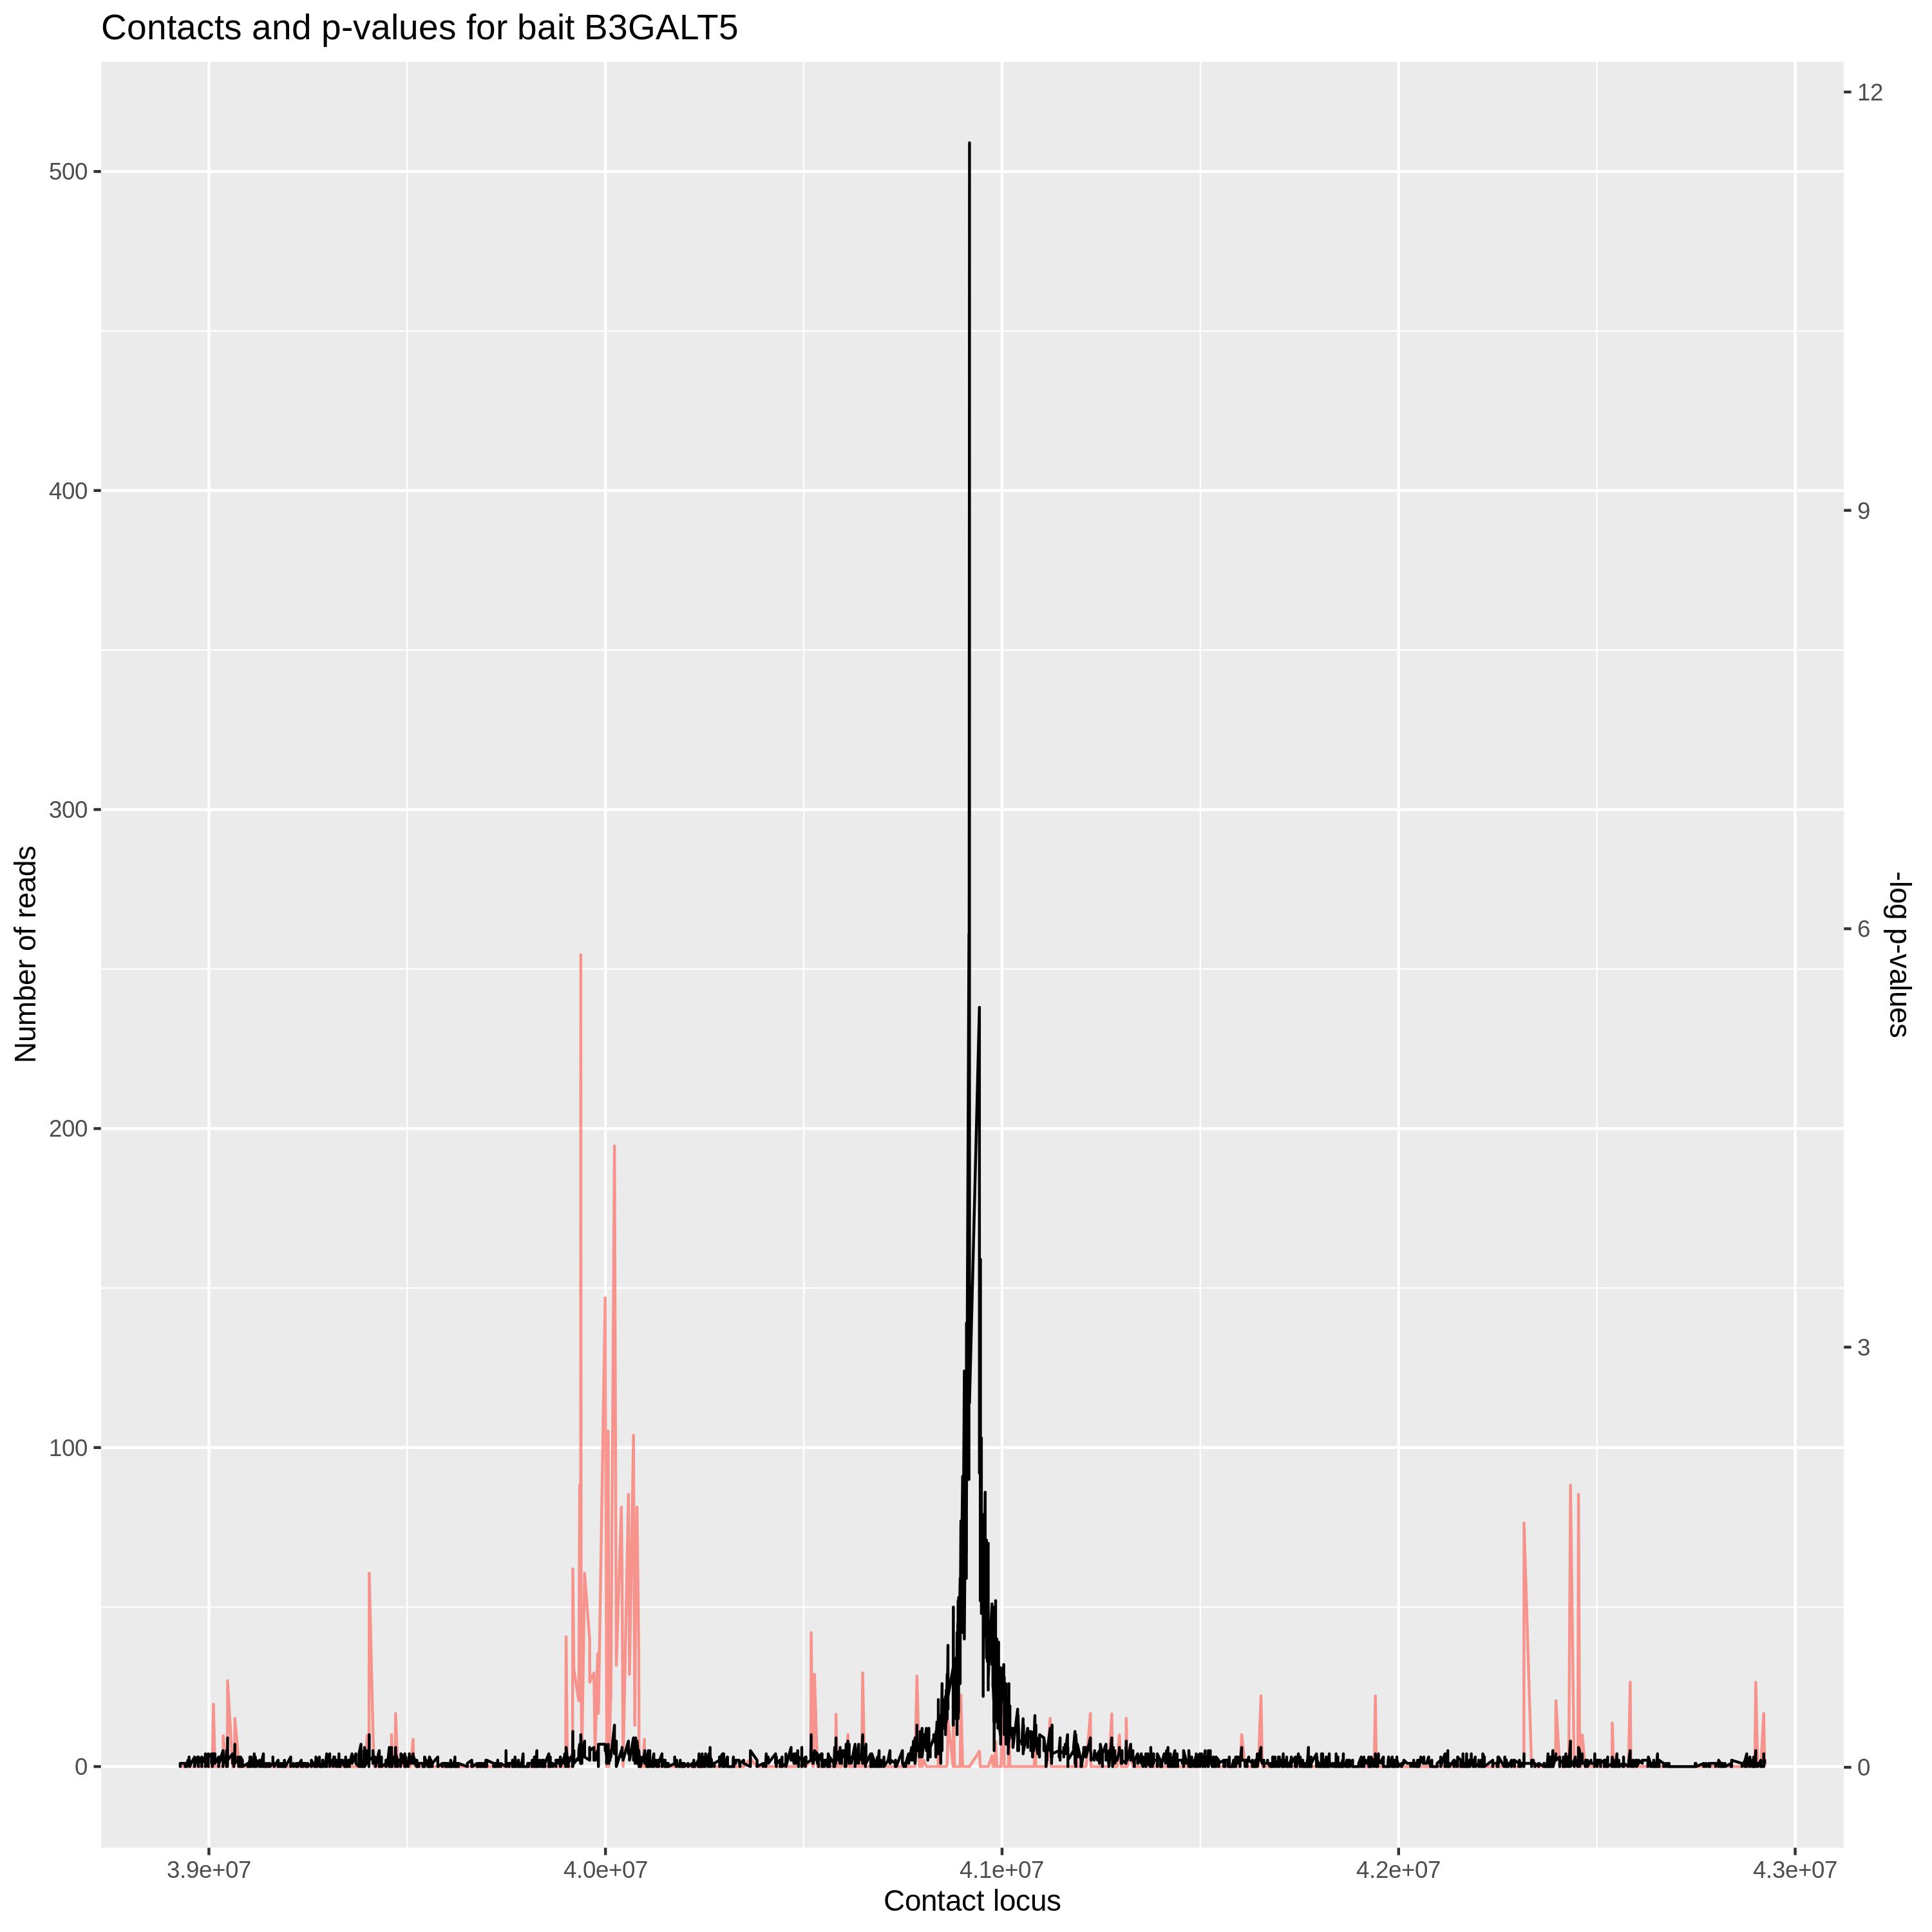 Contacts and p-values for bait B3GALT5
Number of reads
500
400
300
200
100
0
12
9
6
3
0
-log p-values
3.9e+07 4.0e+07 4.1e+07 4.2e+07 4.3e+07
Contact locus